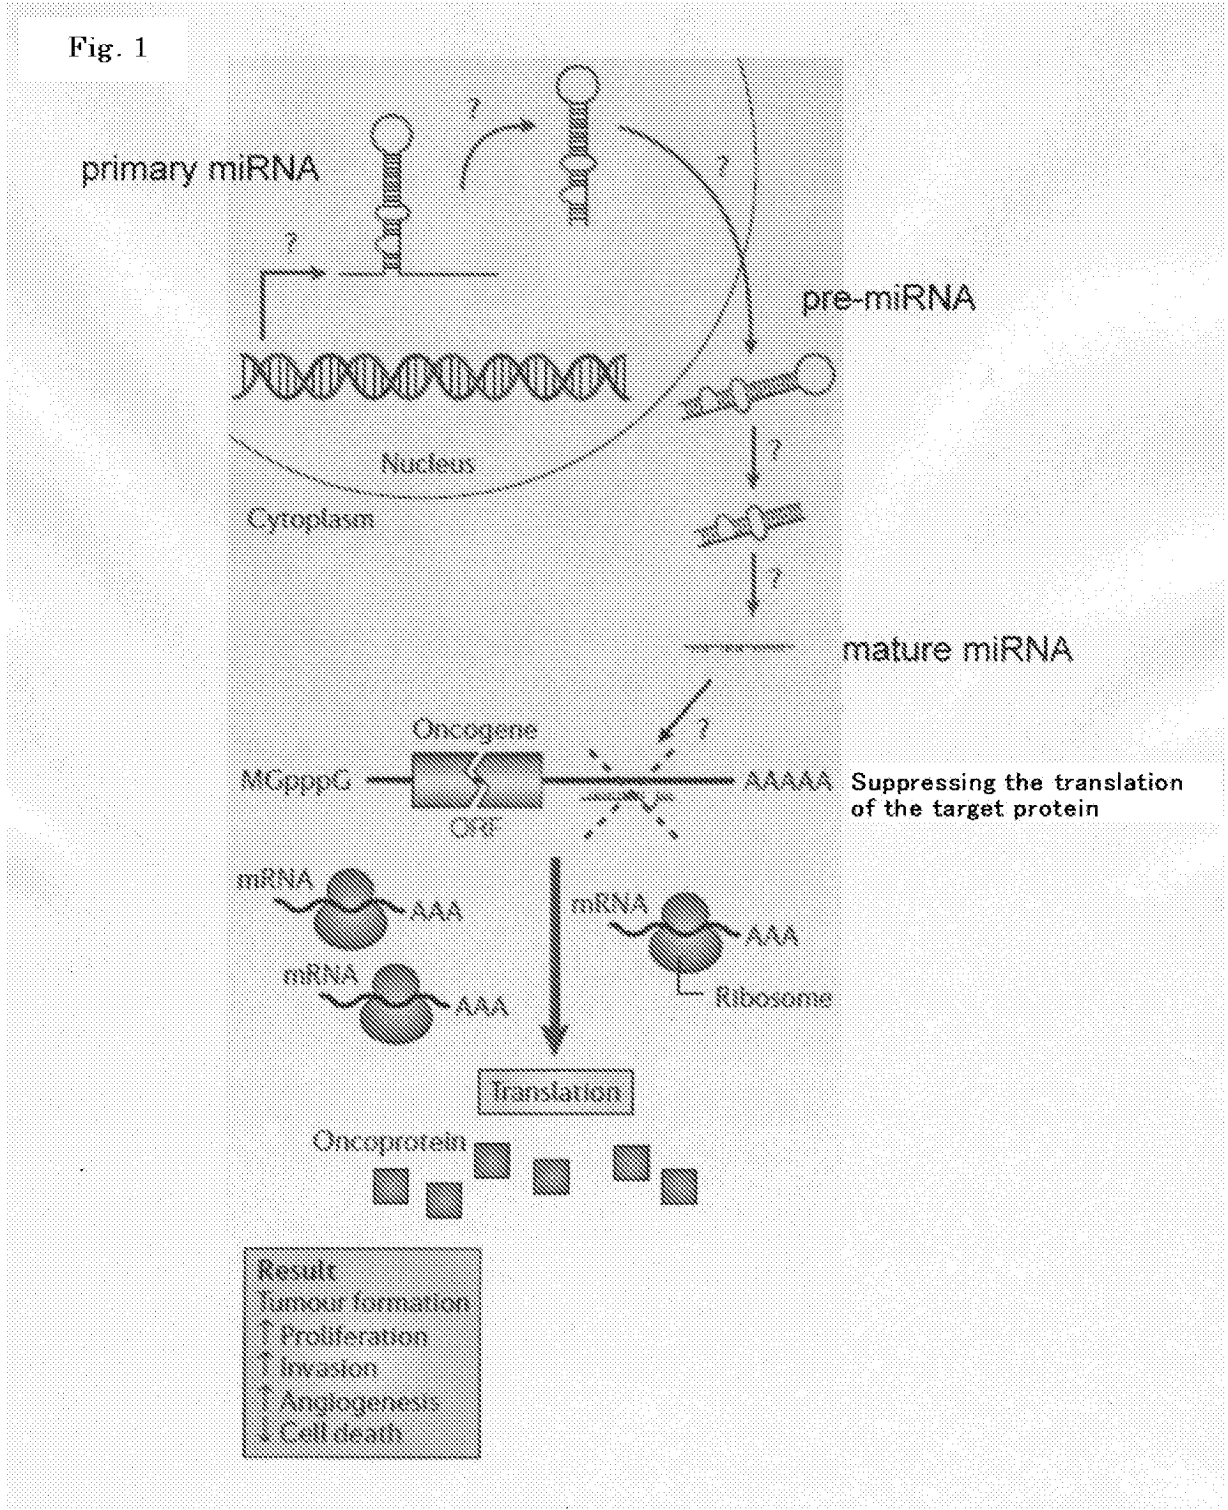 Fig. 1
?
primary miRNA
?
?
pre-miRNA
?
Nucleus
Cytoplasm
?
mature miRNA
?
Oncogene
MGpppG
AAAAA
Suppressing the translation
of the target protein
ORF
mRNA
AAA
mRNA
AAA
mRNA
AAA
Ribosome
Translation
Oncoprotein
Result
Tumour formation
↑ Proliferation
↑ Invasion
↑ Angiogenesis
↓ Cell death